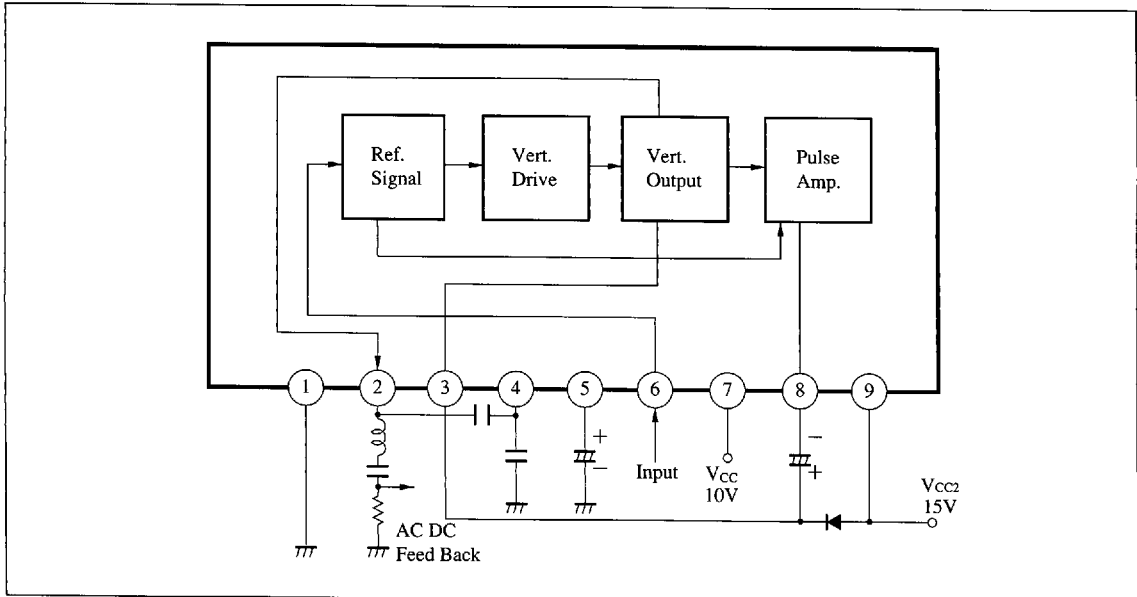 Ref.
Signal
Vert.
Drive
Vert.
Output
Pulse
Amp.
1
2
3
4
5
6
7
8
9
+
−
Input
VCC
10V
−
+
VCC2
15V
AC DC
Feed Back